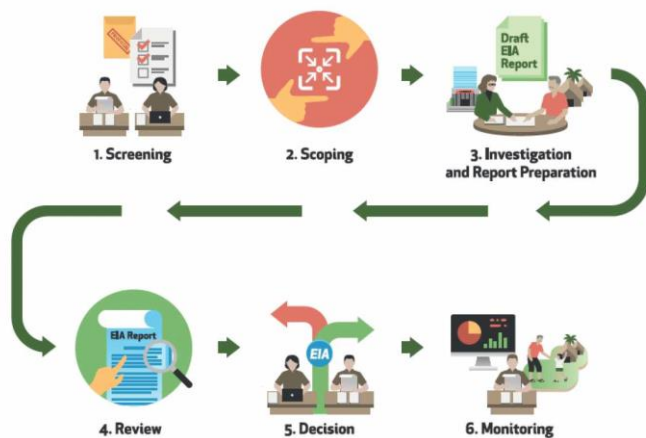 Draft
EIA
Report
1. Screening
2. Scoping
3. Investigation
and Report Preparation
EIA Report
EIA
4. Review
5. Decision
6. Monitoring